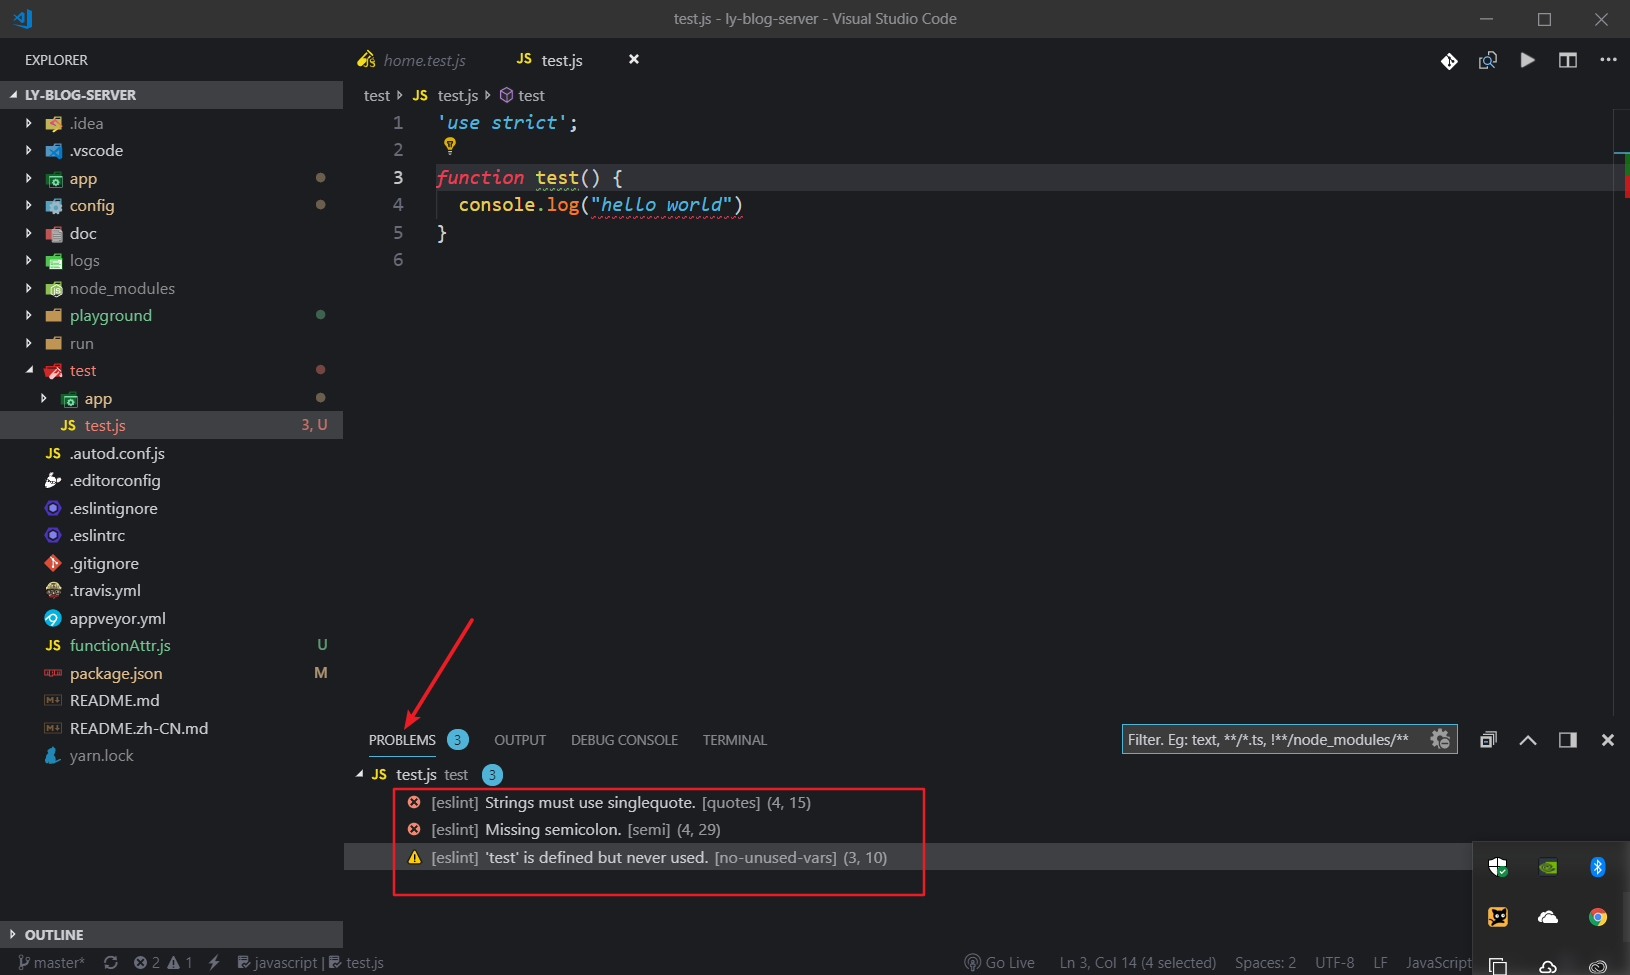 test.js - ly-blog-server - Visual Studio Code
EXPLORER
LY-BLOG-SERVER
.idea
.vscode
app
config
doc
logs
node_modules
playground
run
test
app
JS test.js 3, U
JS .autod.conf.js
.editorconfig
.eslintignore
.eslintrc
.gitignore
.travis.yml
appveyor.yml
JS functionAttr.js U
package.json M
README.md
README.zh-CN.md
yarn.lock
OUTLINE
home.test.js JS test.js
test JS test.js test
1 'use strict';
2
3 function test() {
4 console.log("hello world")
5 }
6
PROBLEMS 3 OUTPUT DEBUG CONSOLE TERMINAL
Filter. Eg: text, **/*.ts, !**/node_modules/**
JS test.js test 3
[eslint] Strings must use singlequote. [quotes] (4, 15)
[eslint] Missing semicolon. [semi] (4, 29)
[eslint] 'test' is defined but never used. [no-unused-vars] (3, 10)
master* 2 1 javascript | test.js Go Live Ln 3, Col 14 (4 selected) Spaces: 2 UTF-8 LF JavaScript